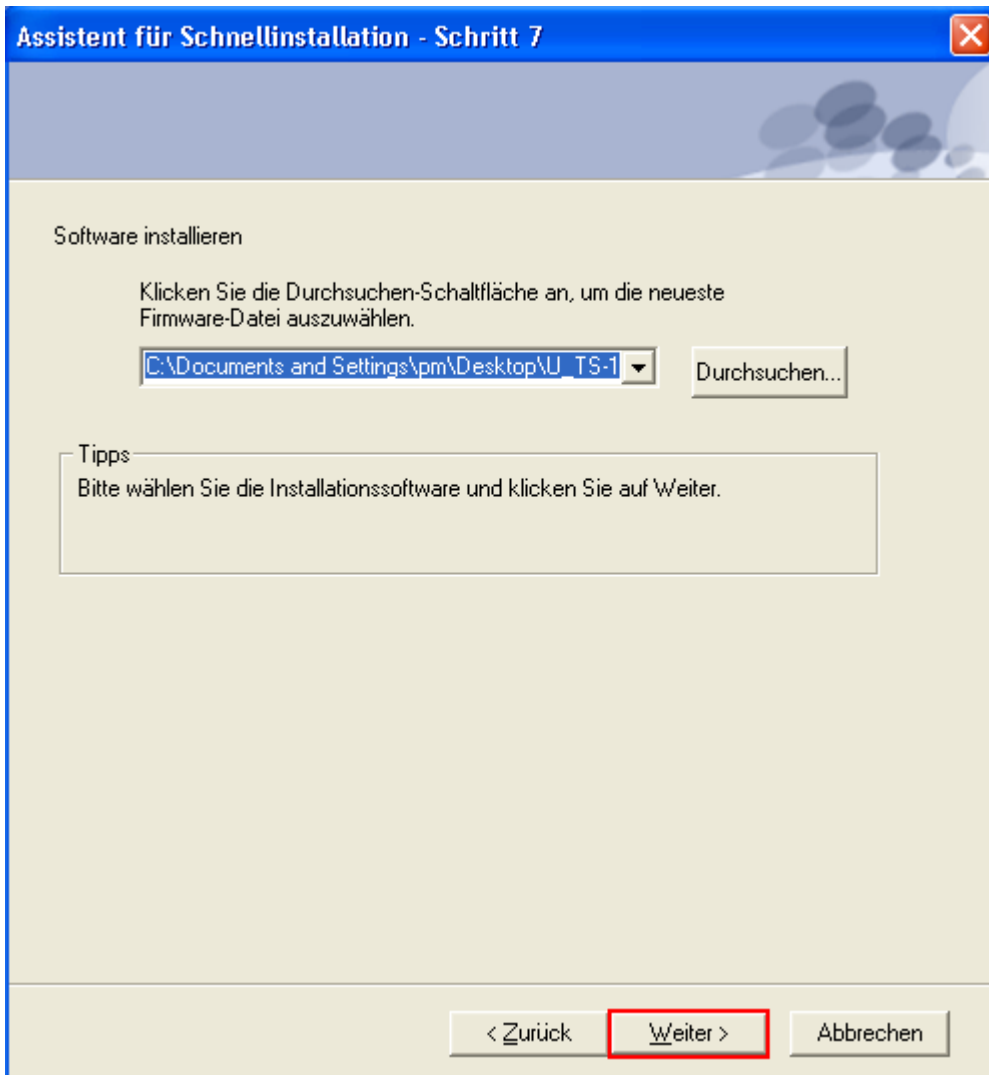 Assistent für Schnellinstallation - Schritt 7
Software installieren
Klicken Sie die Durchsuchen-Schaltfläche an, um die neueste
Firmware-Datei auszuwählen.
C:\Documents and Settings\pm\Desktop\U_TS-1
Durchsuchen...
Tipps
Bitte wählen Sie die Installationssoftware und klicken Sie auf Weiter.
< Zurück
Weiter >
Abbrechen